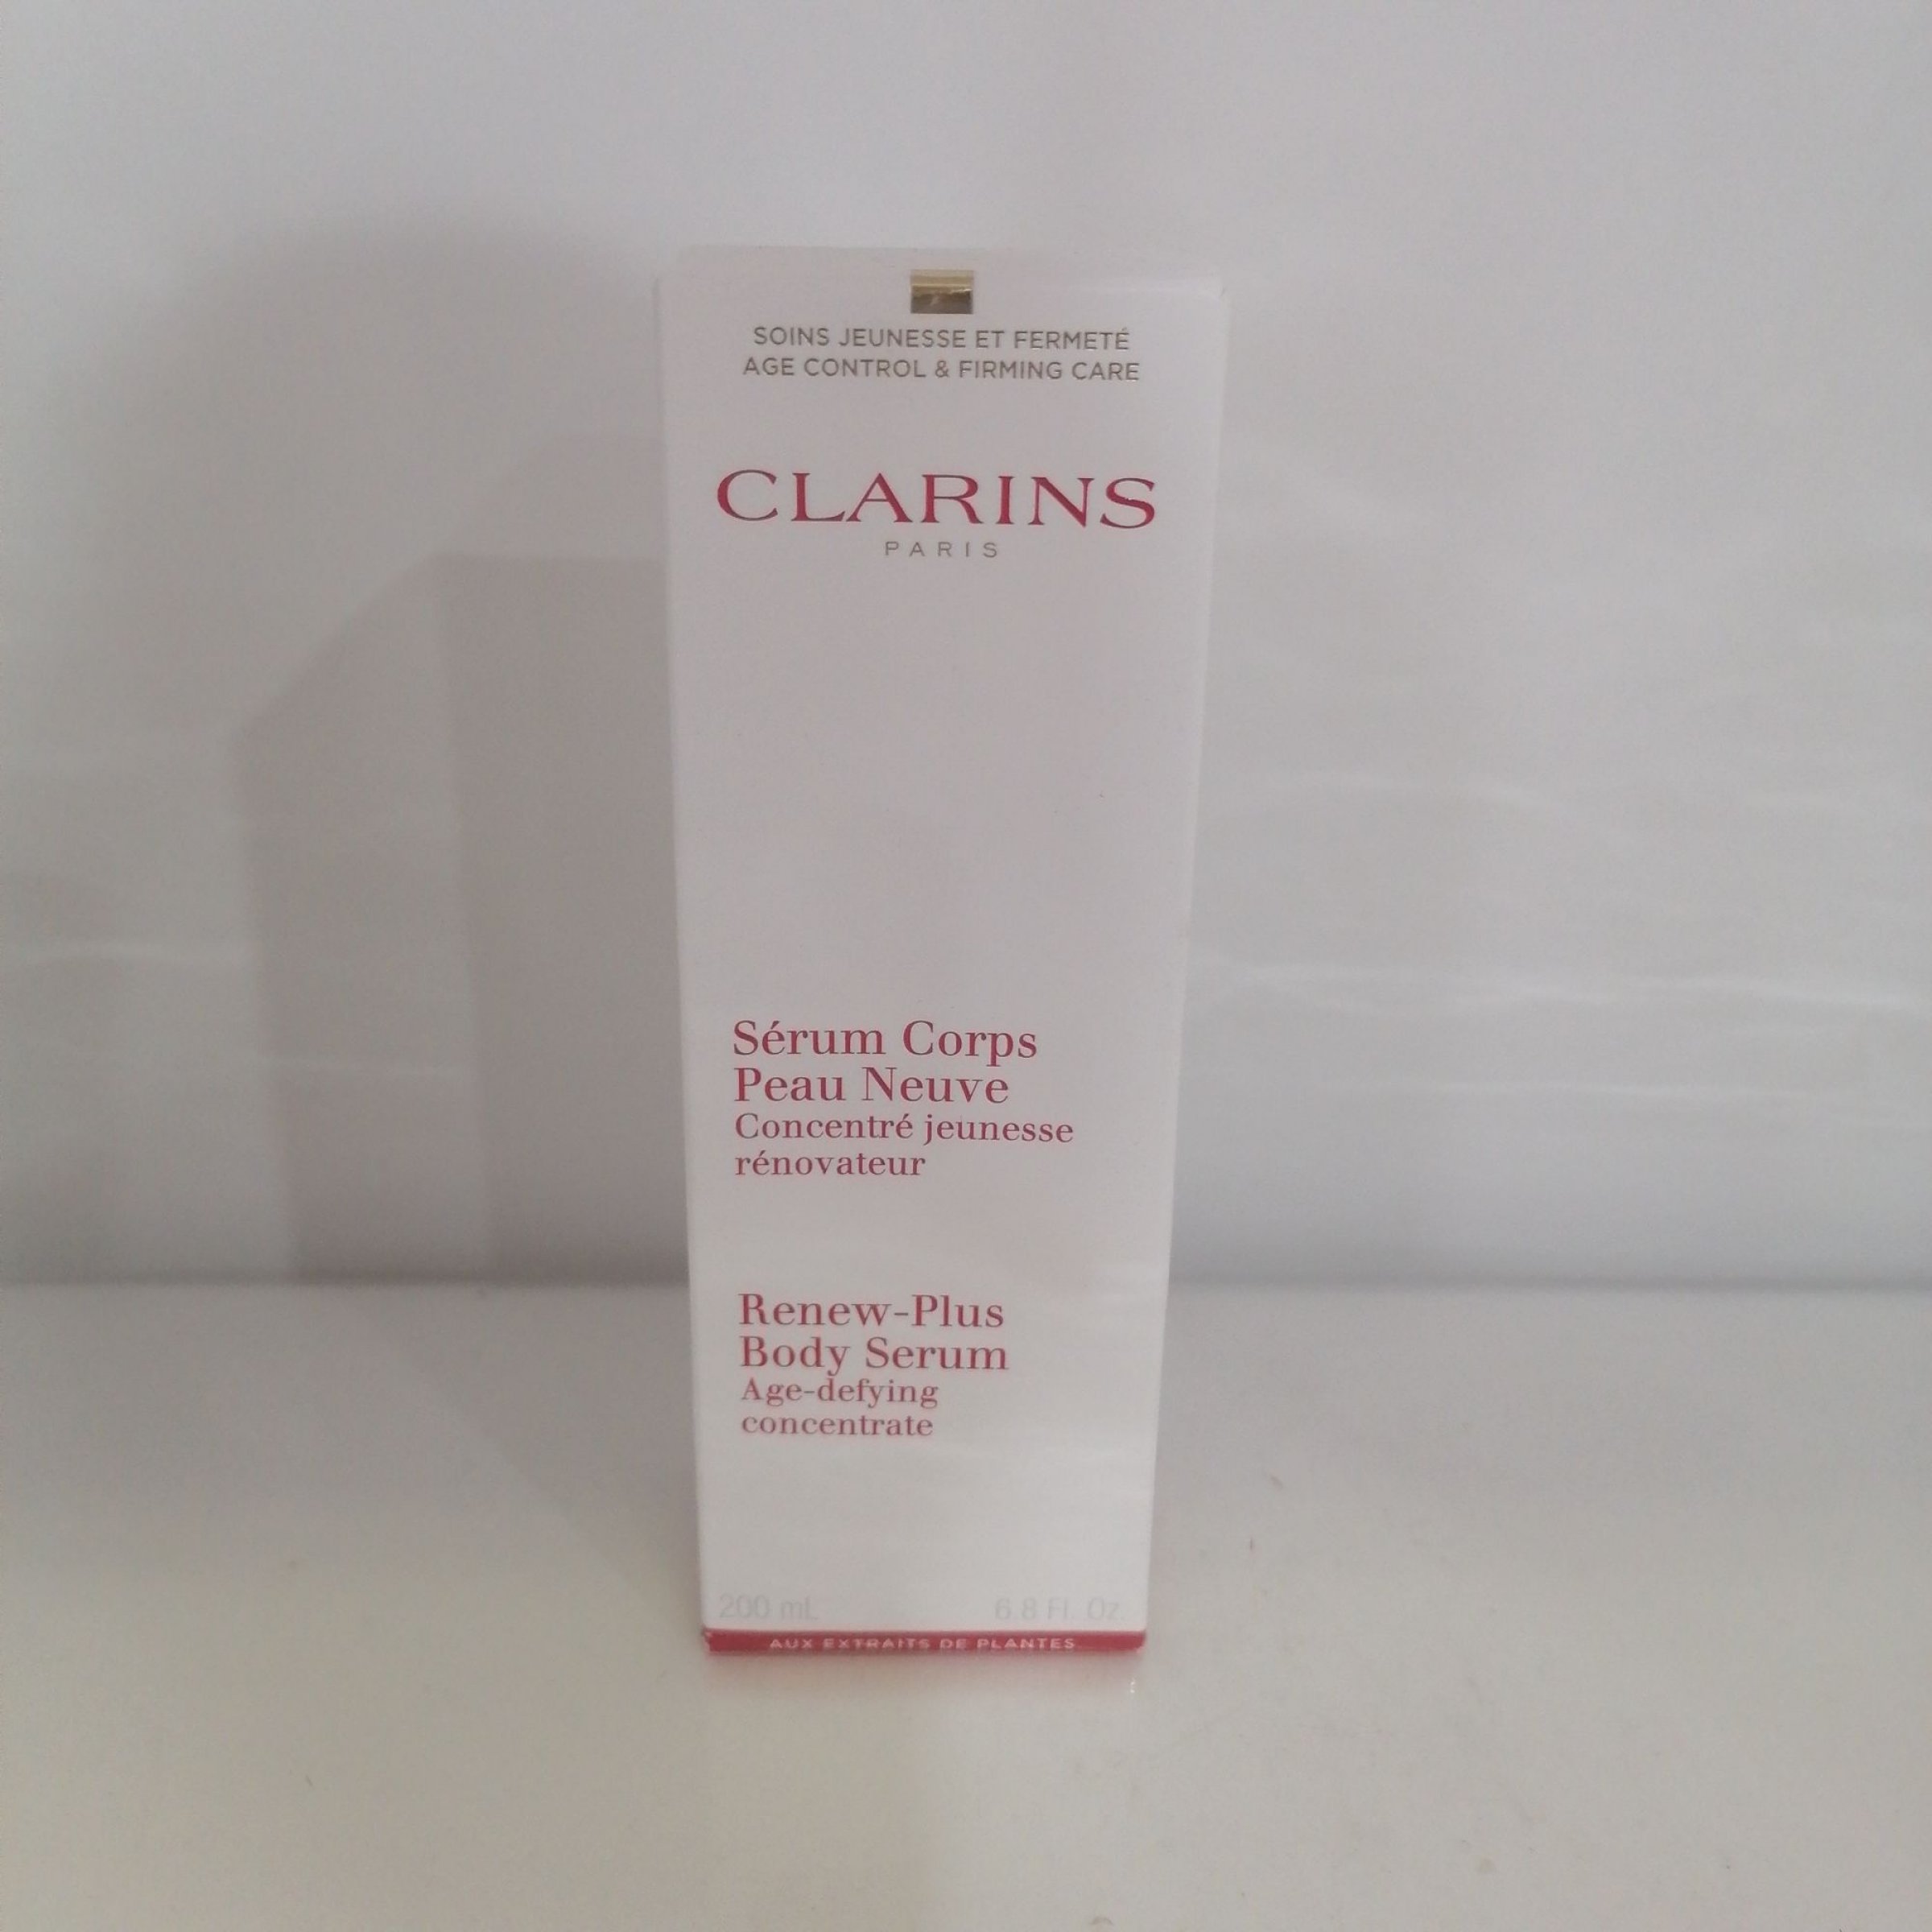 SOINS JEUNESSE ET FERMETÉ
AGE CONTROL & FIRMING CARE
CLARINS
PARIS
Sérum Corps
Peau Neuve
Concentré jeunesse
rénovateur
Renew-Plus
Body Serum
Age-defying
concentrate
200 mL 6.8 Fl. Oz.
AUX EXTRAITS DE PLANTES